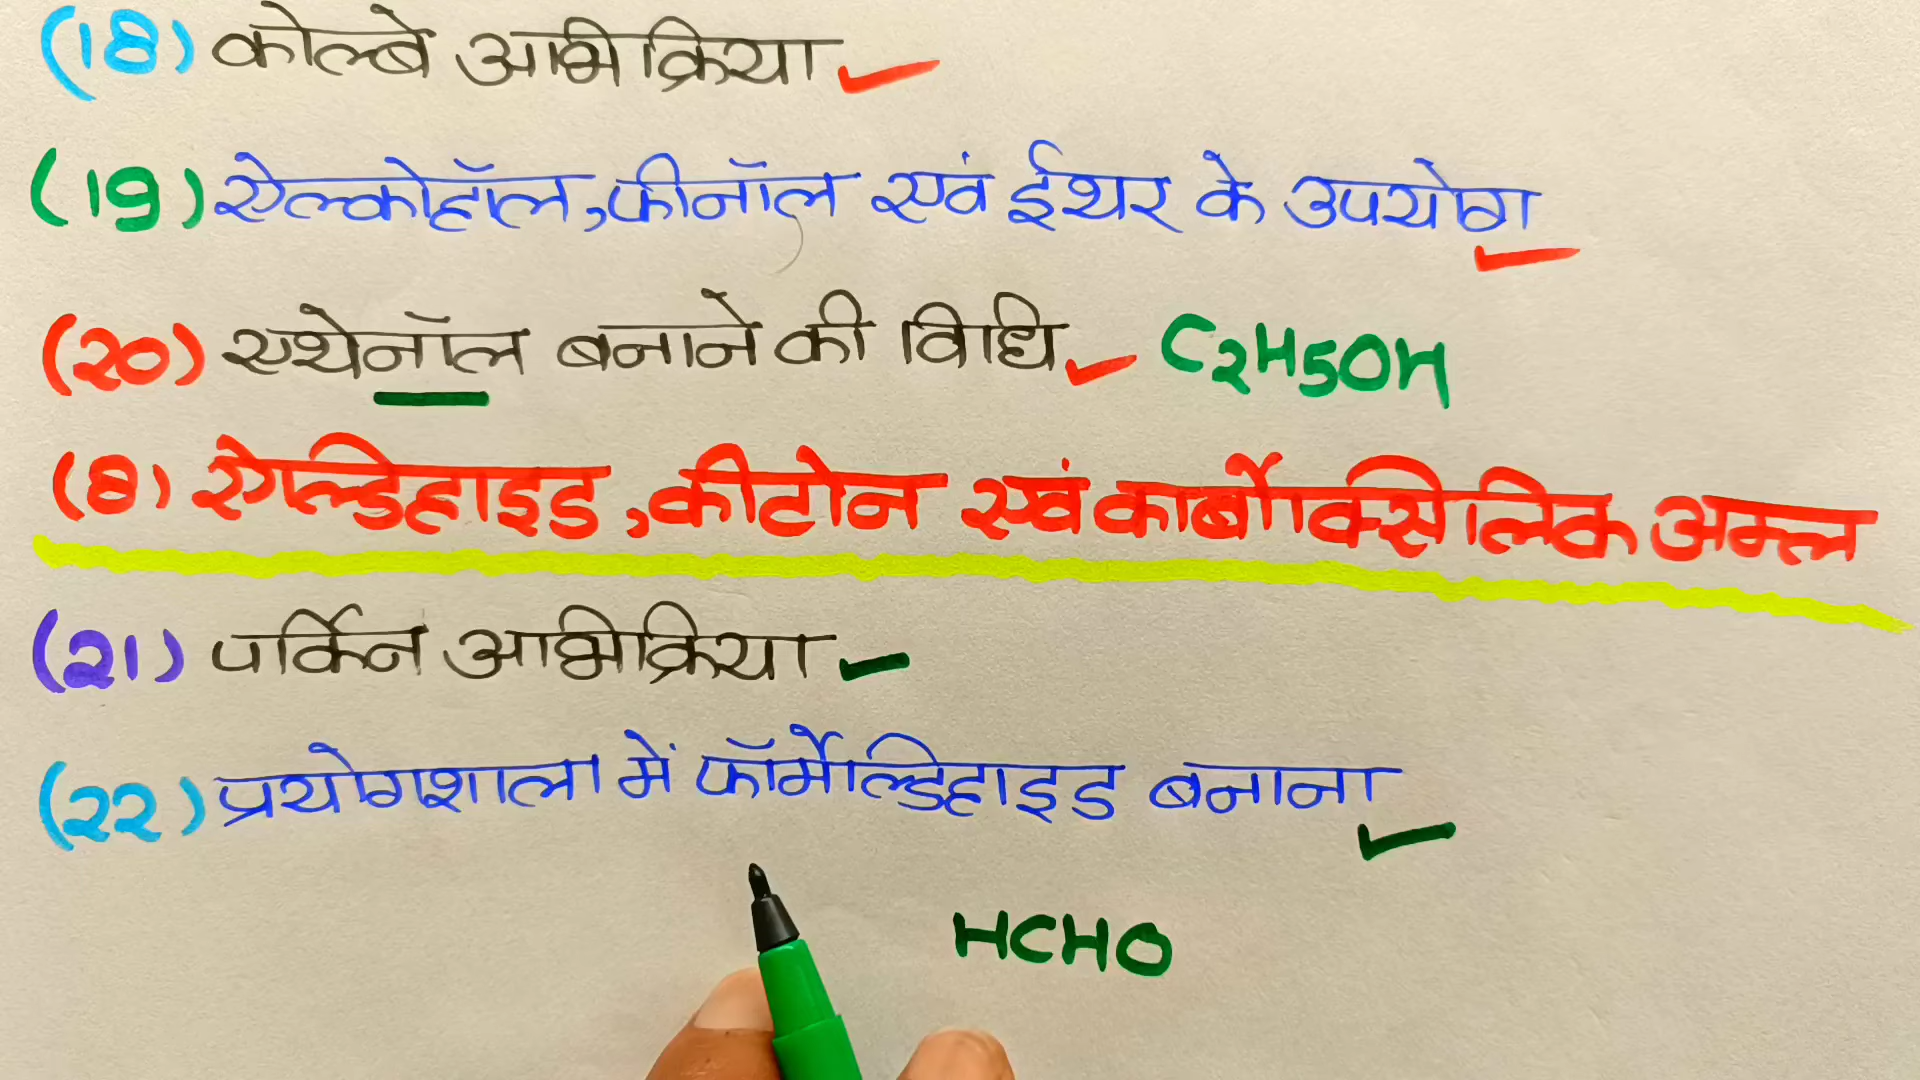 (18) कोल्बे अभिक्रिया
(19) ऐल्कोहॉल, फीनॉल एवं ईथर के उपयोग
(20) एथेनॉल बनाने की विधि C2H5OH
(8) ऐल्डिहाइड, कीटोन एवं कार्बोक्सिलिक अम्ल
(21) पर्किन अभिक्रिया
(22) प्रयोगशाला में फॉर्मेल्डिहाइड बनाना
HCHO